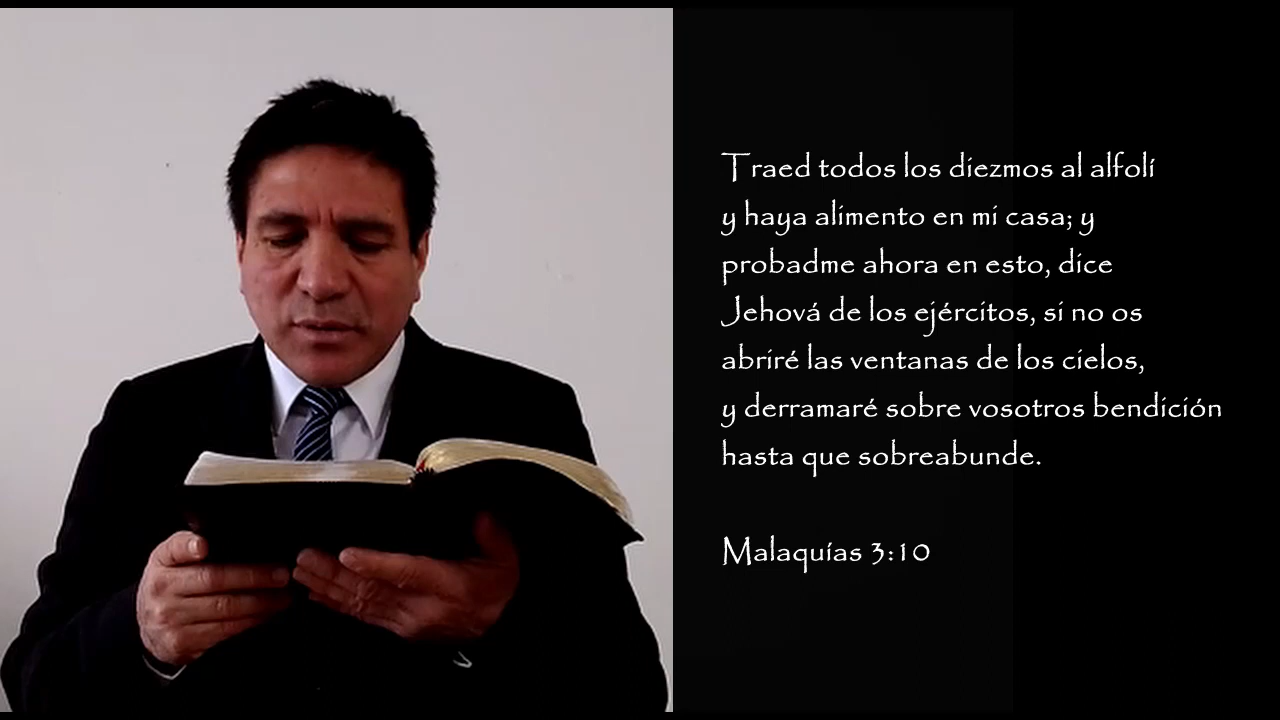 Traed todos los diezmos al alfolí
y haya alimento en mi casa; y
probadme ahora en esto, dice
Jehová de los ejércitos, si no os
abriré las ventanas de los cielos,
y derramaré sobre vosotros bendición
hasta que sobreabunde.
Malaquías 3:10